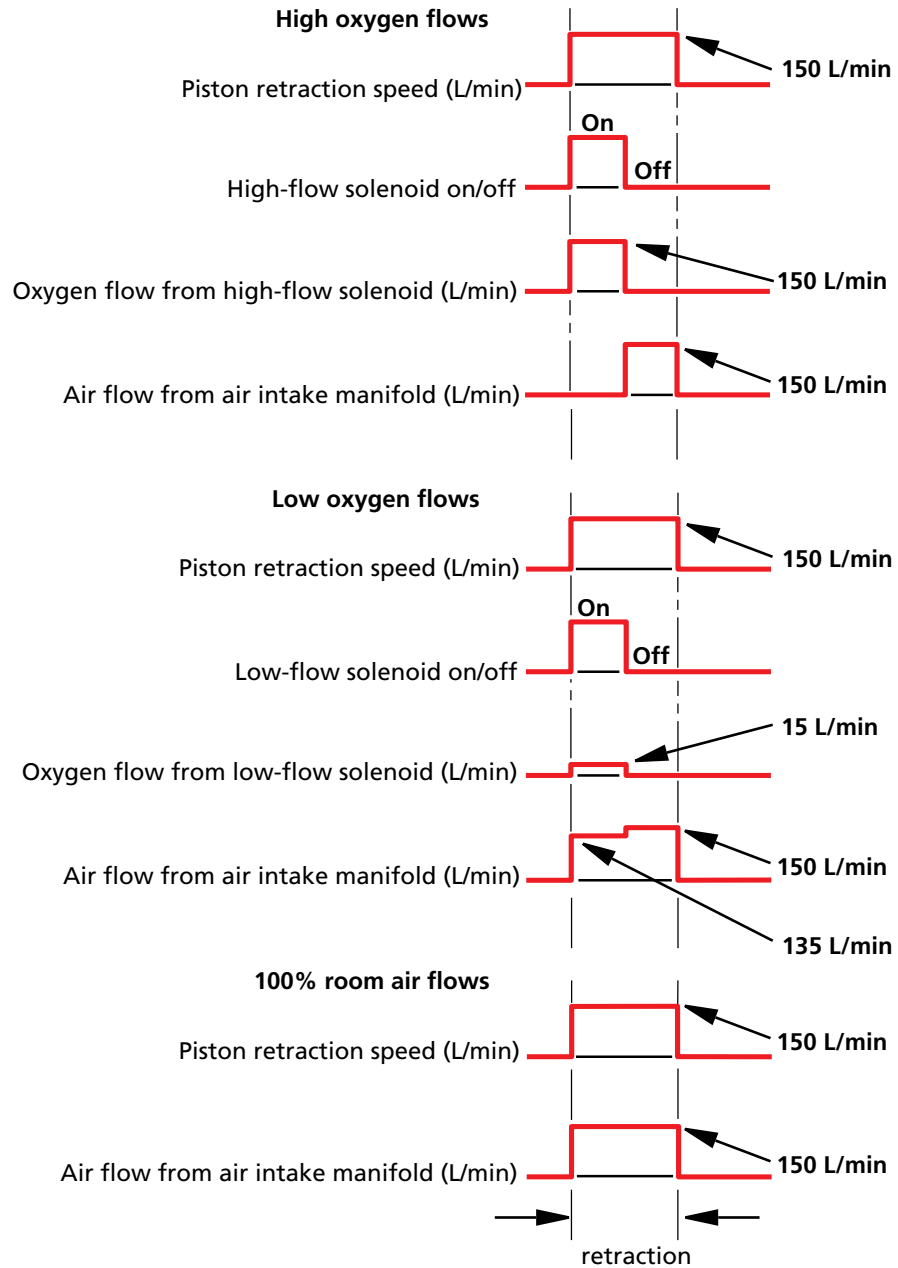 High oxygen flows
150 L/min
Piston retraction speed (L/min)
On
Off
High-flow solenoid on/off
150 L/min
Oxygen flow from high-flow solenoid (L/min)
150 L/min
Air flow from air intake manifold (L/min)
Low oxygen flows
150 L/min
Piston retraction speed (L/min)
On
Off
Low-flow solenoid on/off
15 L/min
Oxygen flow from low-flow solenoid (L/min)
150 L/min
Air flow from air intake manifold (L/min)
135 L/min
100% room air flows
150 L/min
Piston retraction speed (L/min)
150 L/min
Air flow from air intake manifold (L/min)
retraction